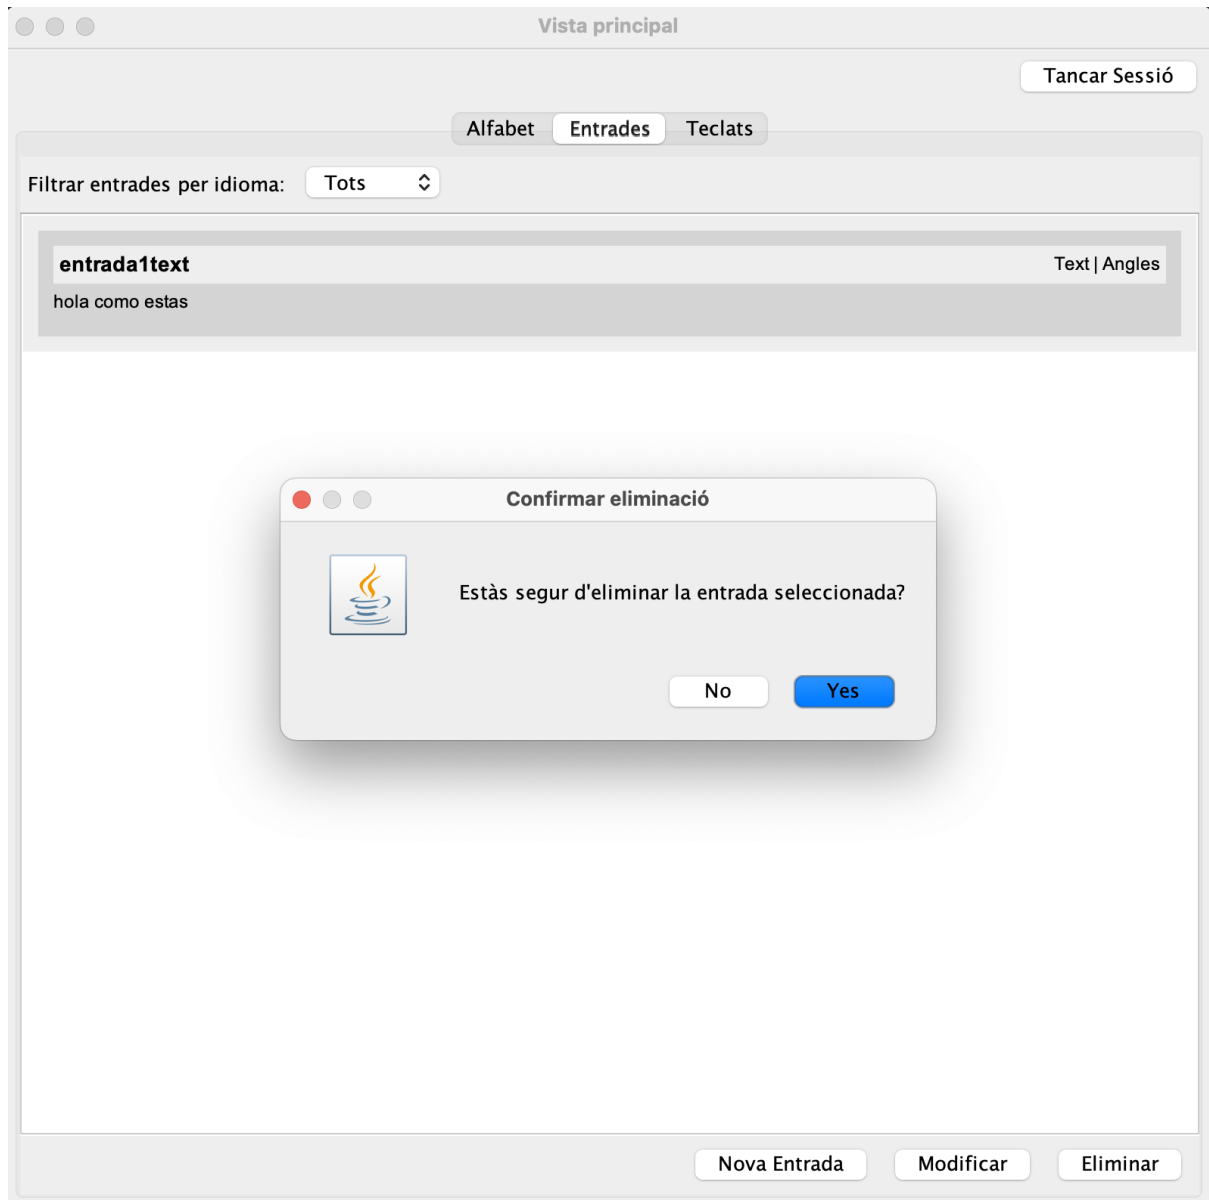 Vista principal
Tancar Sessió
Alfabet Entrades Teclats
Filtrar entrades per idioma: Tots
entrada1text Text | Angles
hola como estas
Confirmar eliminació
Estàs segur d'eliminar la entrada seleccionada?
No Yes
Nova Entrada Modificar Eliminar